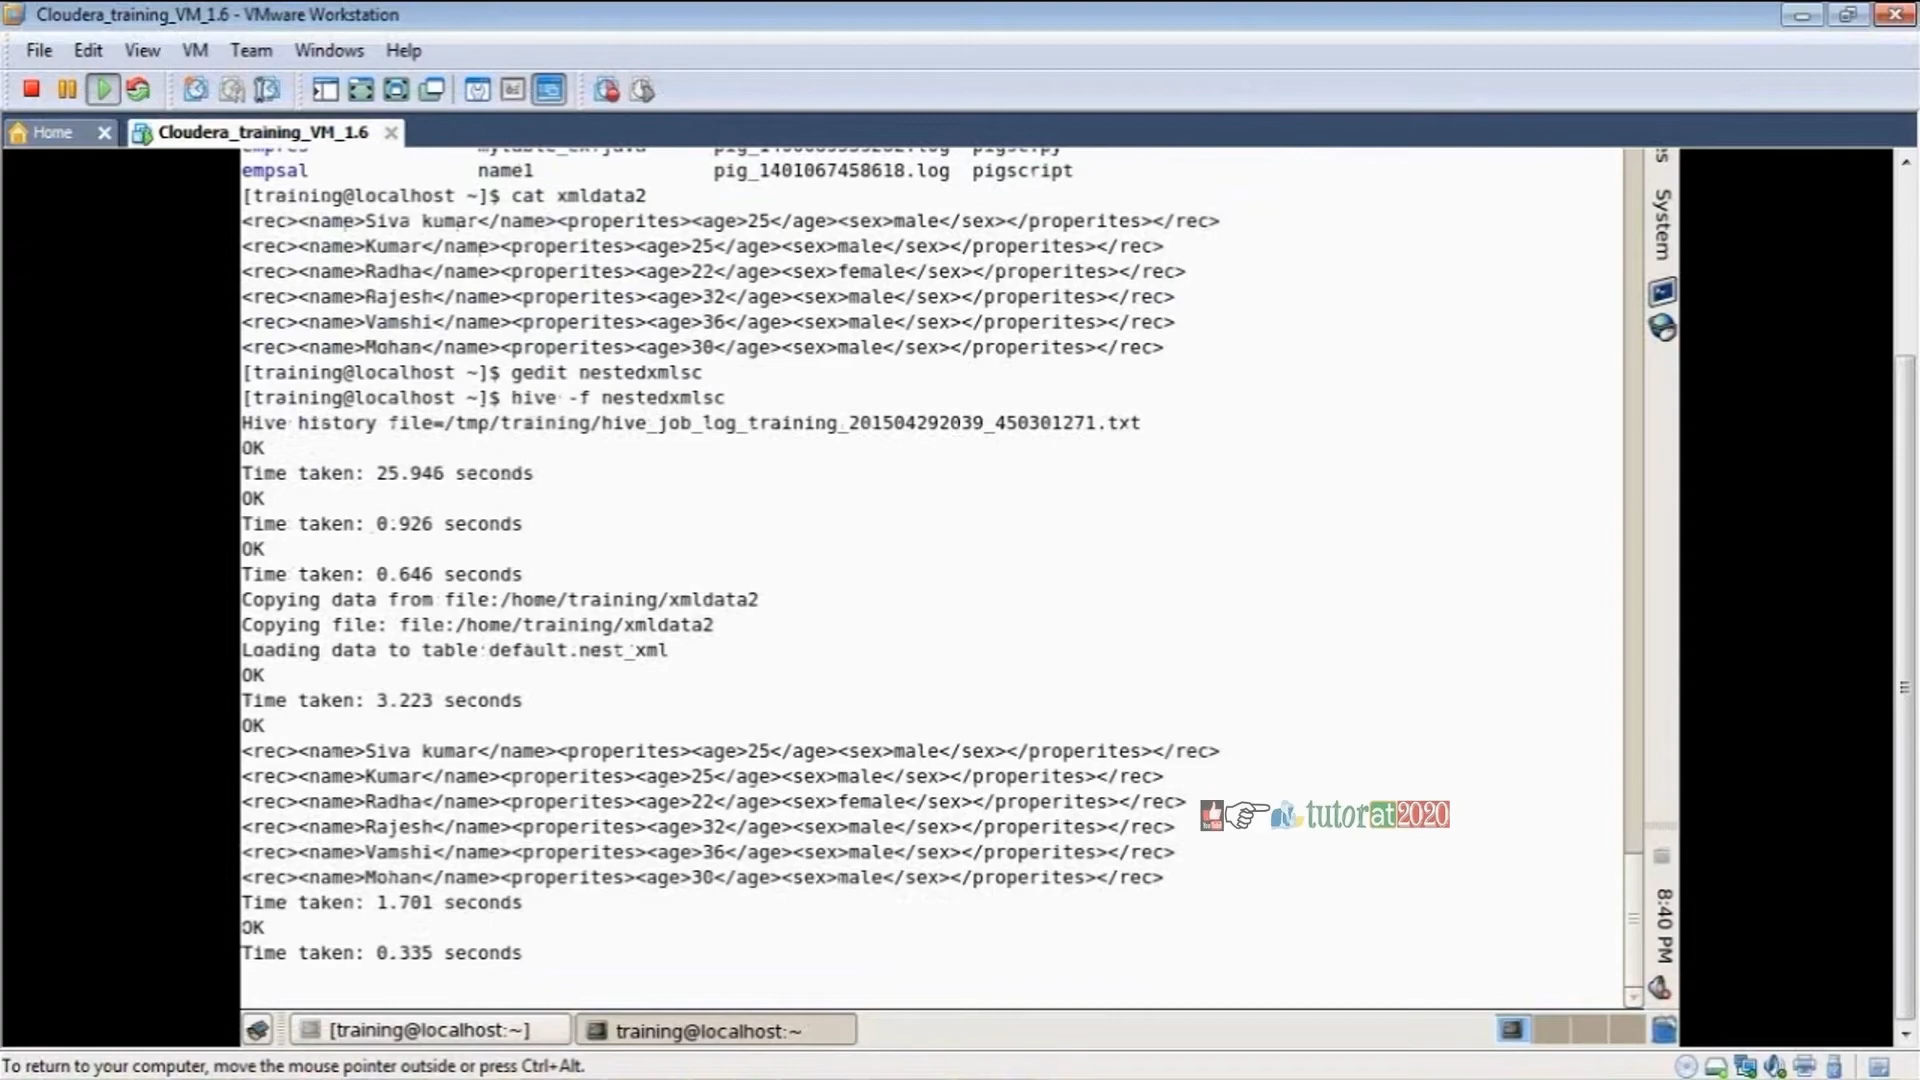 Cloudera_training_VM_1.6 - VMware Workstation
File Edit View VM Team Windows Help
Home
Cloudera_training_VM_1.6
empres mytable_ex.java pigs.py
empsal name1 pig_1401067458618.log pigscript
[training@localhost ~]$ cat xmldata2
<rec><name>Siva kumar</name><properites><age>25</age><sex>male</sex></properites></rec>
<rec><name>Kumar</name><properites><age>25</age><sex>male</sex></properites></rec>
<rec><name>Radha</name><properites><age>22</age><sex>female</sex></properites></rec>
<rec><name>Rajesh</name><properites><age>32</age><sex>male</sex></properites></rec>
<rec><name>Vamshi</name><properites><age>36</age><sex>male</sex></properites></rec>
<rec><name>Mohan</name><properites><age>30</age><sex>male</sex></properites></rec>
[training@localhost ~]$ gedit nestedxmlsc
[training@localhost ~]$ hive -f nestedxmlsc
Hive history file=/tmp/training/hive_job_log_training_201504292039_450301271.txt
OK
Time taken: 25.946 seconds
OK
Time taken: 0.926 seconds
OK
Time taken: 0.646 seconds
Copying data from file:/home/training/xmldata2
Copying file: file:/home/training/xmldata2
Loading data to table default.nest_xml
OK
Time taken: 3.223 seconds
OK
<rec><name>Siva kumar</name><properites><age>25</age><sex>male</sex></properites></rec>
<rec><name>Kumar</name><properites><age>25</age><sex>male</sex></properites></rec>
<rec><name>Radha</name><properites><age>22</age><sex>female</sex></properites></rec>
<rec><name>Rajesh</name><properites><age>32</age><sex>male</sex></properites></rec>
<rec><name>Vamshi</name><properites><age>36</age><sex>male</sex></properites></rec>
<rec><name>Mohan</name><properites><age>30</age><sex>male</sex></properites></rec>
Time taken: 1.701 seconds
OK
Time taken: 0.335 seconds
tutorat2020
es System
8:40 PM
[training@localhost:~]
training@localhost:~
To return to your computer, move the mouse pointer outside or press Ctrl+Alt.